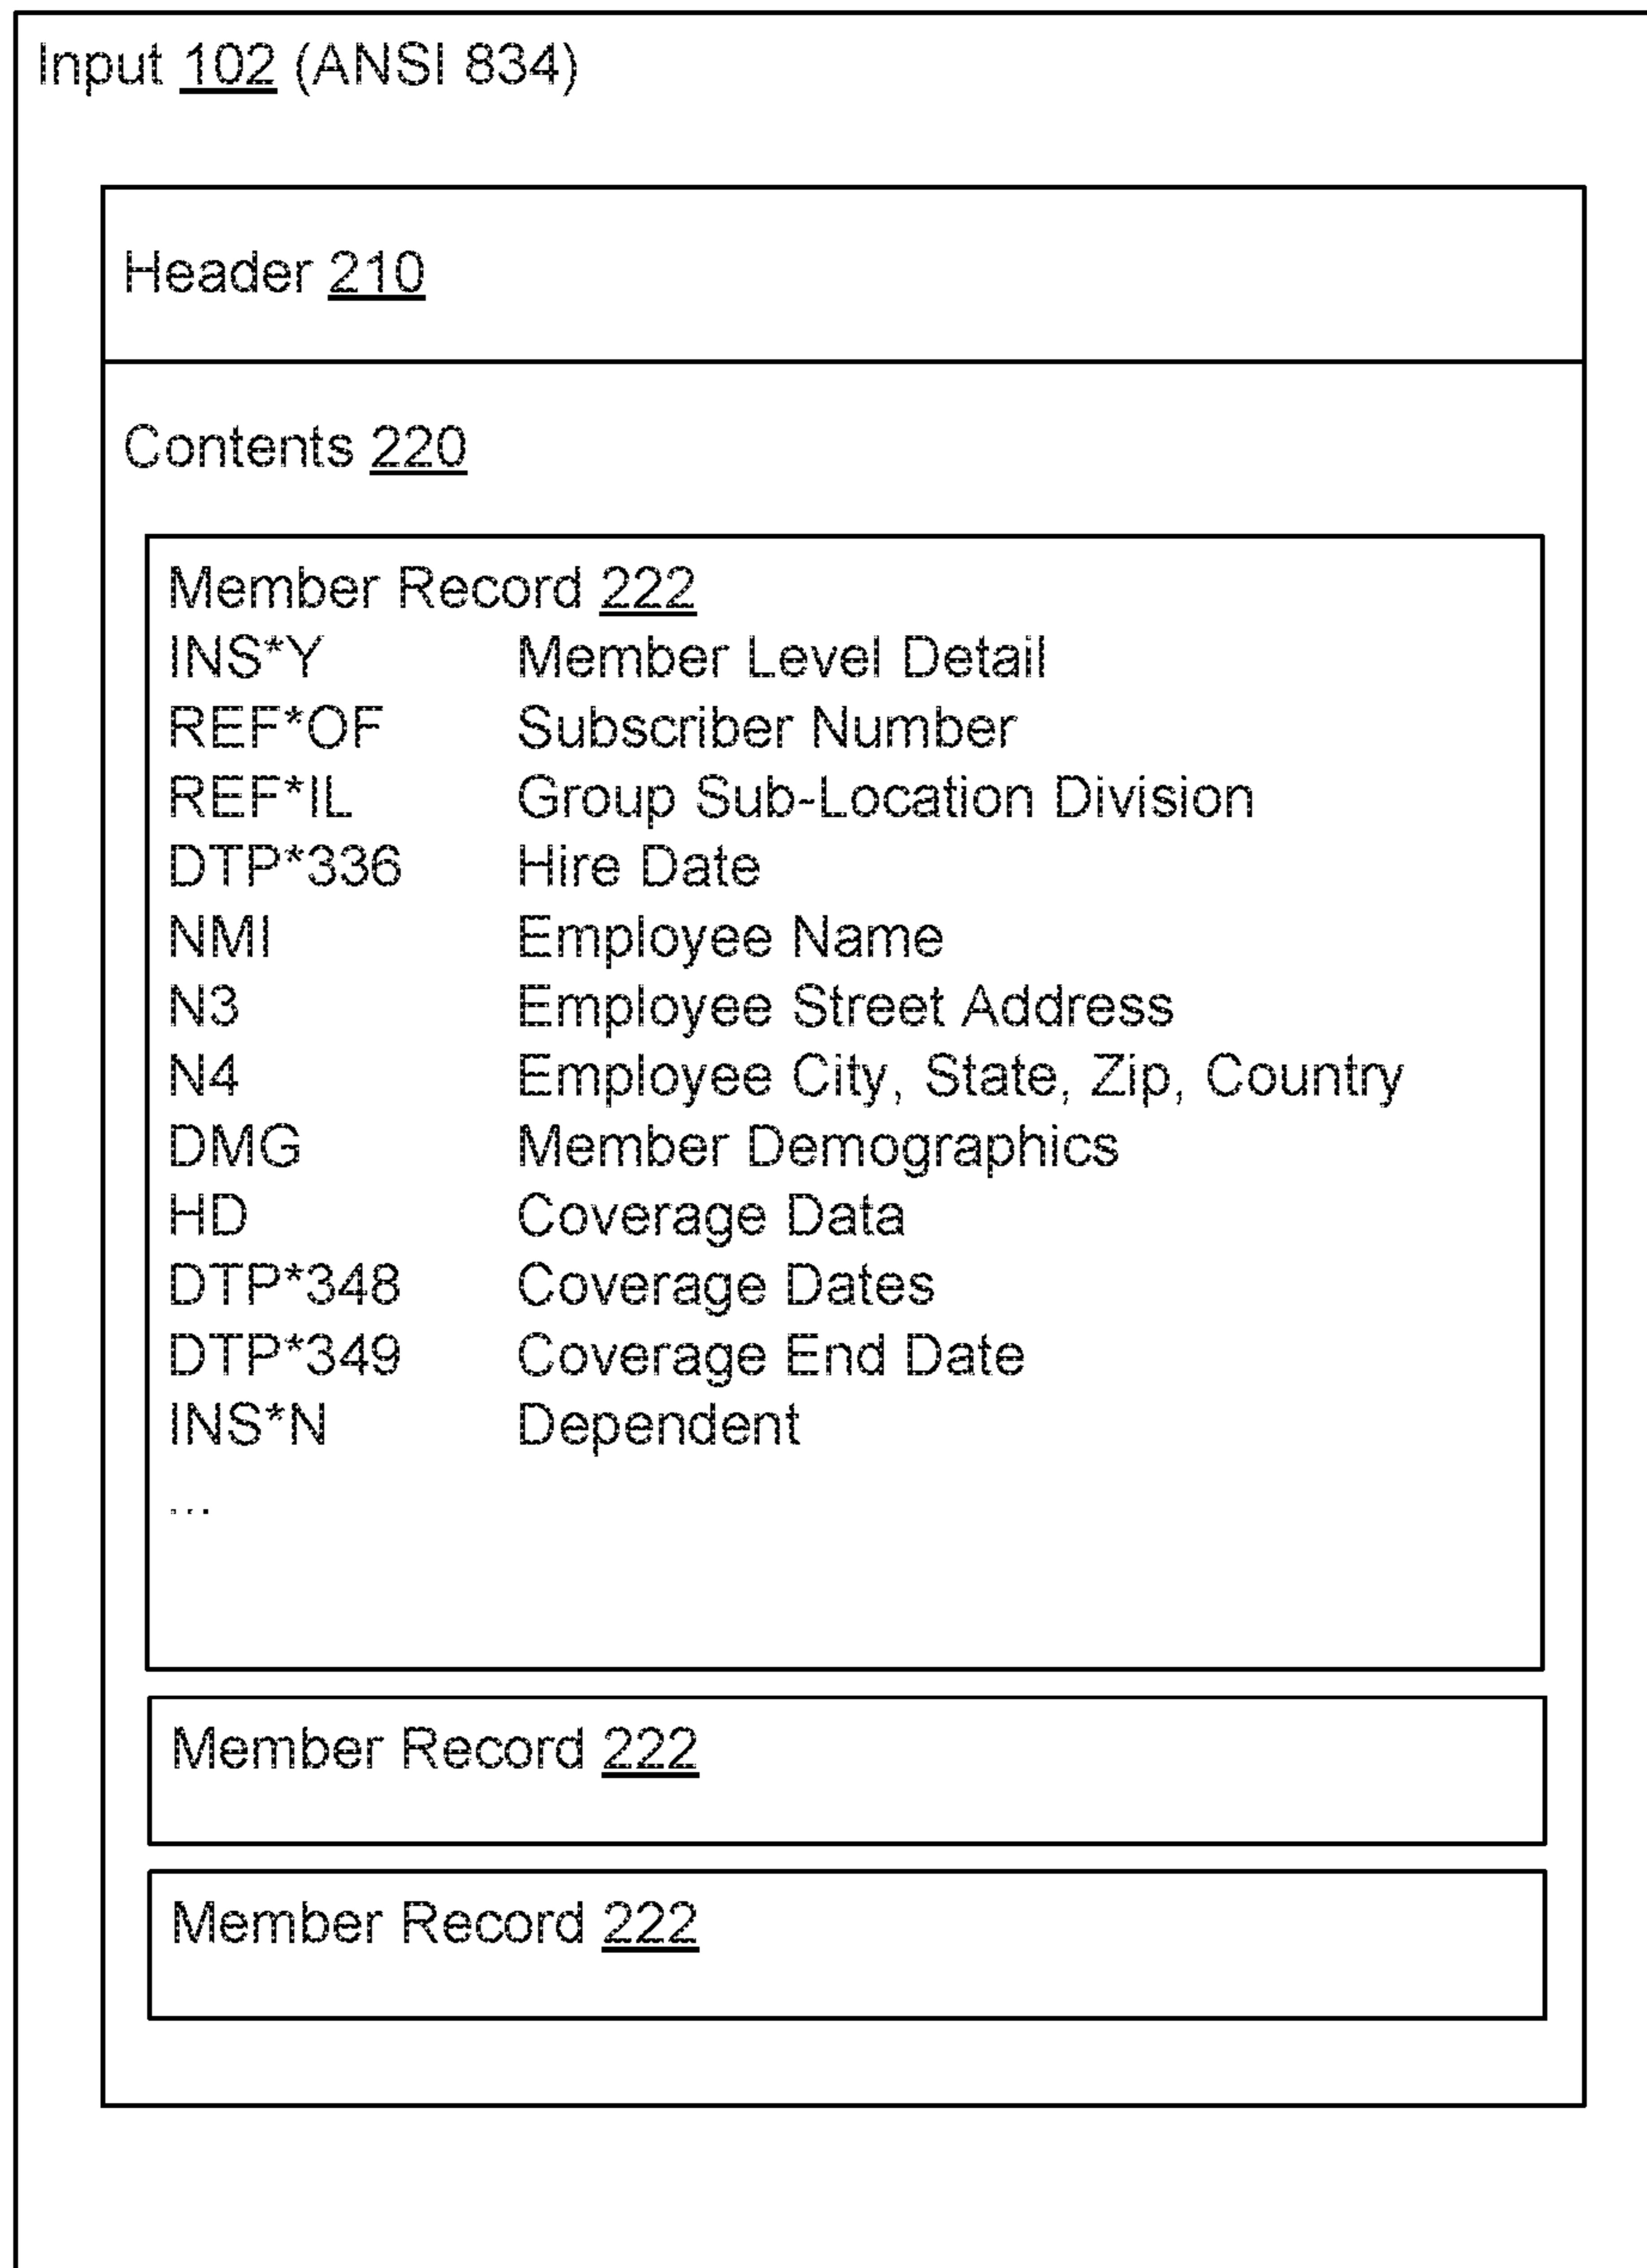 Input 102 (ANSI 834)
Header 210
Contents 220
Member Record 222
INS*Y Member Level Detail
REF*OF Subscriber Number
REF*IL Group Sub-Location Division
DTP*336 Hire Date
NMI Employee Name
N3 Employee Street Address
N4 Employee City, State, Zip, Country
DMG Member Demographics
HD Coverage Data
DTP*348 Coverage Dates
DTP*349 Coverage End Date
INS*N Dependent
...
Member Record 222
Member Record 222